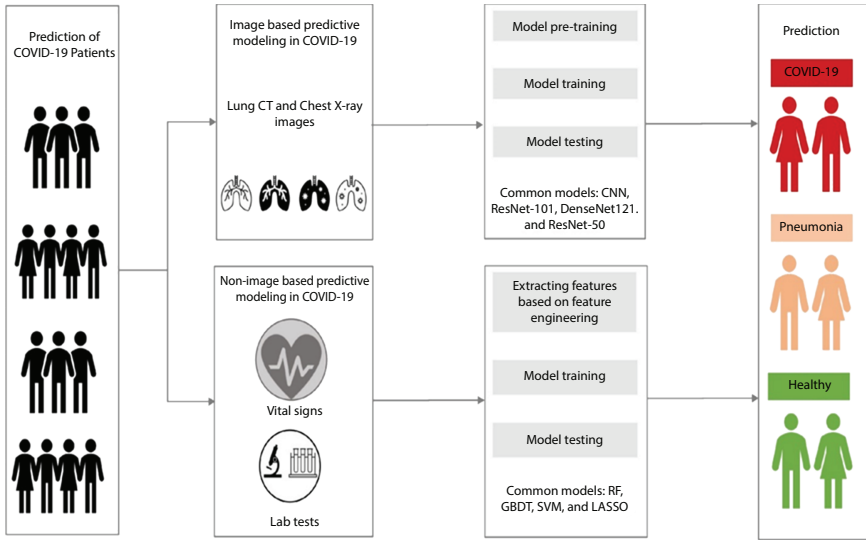 Prediction of
COVID-19 Patients
Image based predictive
modeling in COVID-19
Lung CT and Chest X-ray
images
Non-image based predictive
modeling in COVID-19
Vital signs
Lab tests
Model pre-training
Model training
Model testing
Common models: CNN,
ResNet-101, DenseNet121.
and ResNet-50
Extracting features
based on feature
engineering
Model training
Model testing
Common models: RF,
GBDT, SVM, and LASSO
Prediction
COVID-19
Pneumonia
Healthy